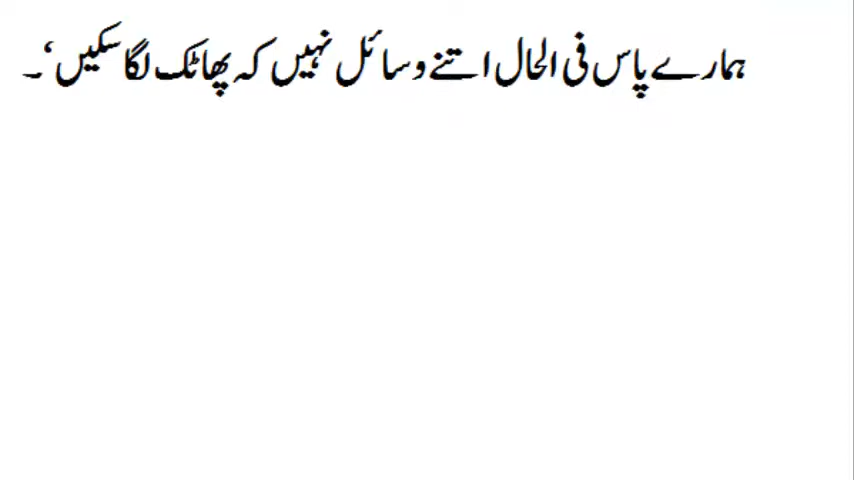 ہمارے پاس فی الحال اتنے وسائل نہیں کہ پھاٹک لگا سکیں‘۔